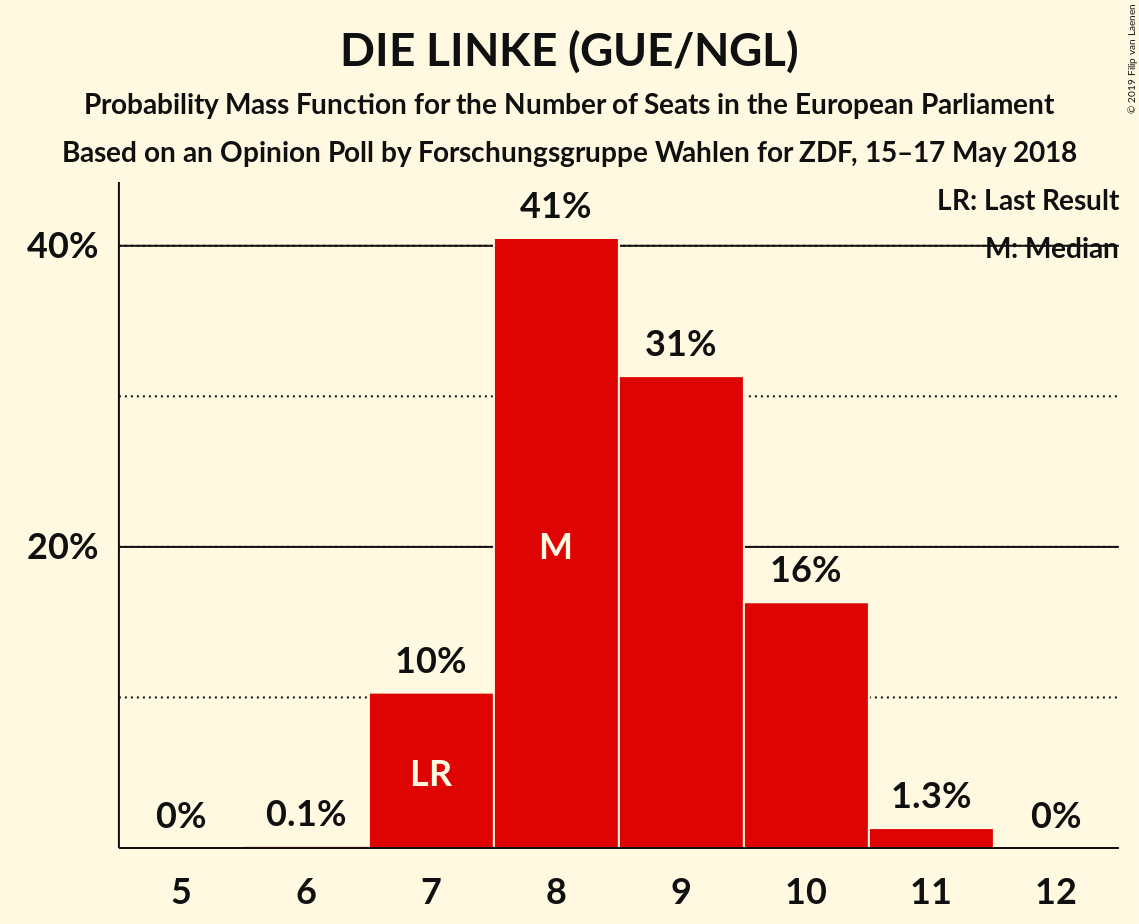 DIE LINKE (GUE/NGL)
Probability Mass Function for the Number of Seats in the European Parliament
Based on an Opinion Poll by Forschungsgruppe Wahlen for ZDF, 15–17 May 2018
© 2019 Filip van Laenen
LR: Last Result
M: Median
40%
20%
0%
0.1%
10%
41%
31%
16%
1.3%
0%
LR
M
5 6 7 8 9 10 11 12